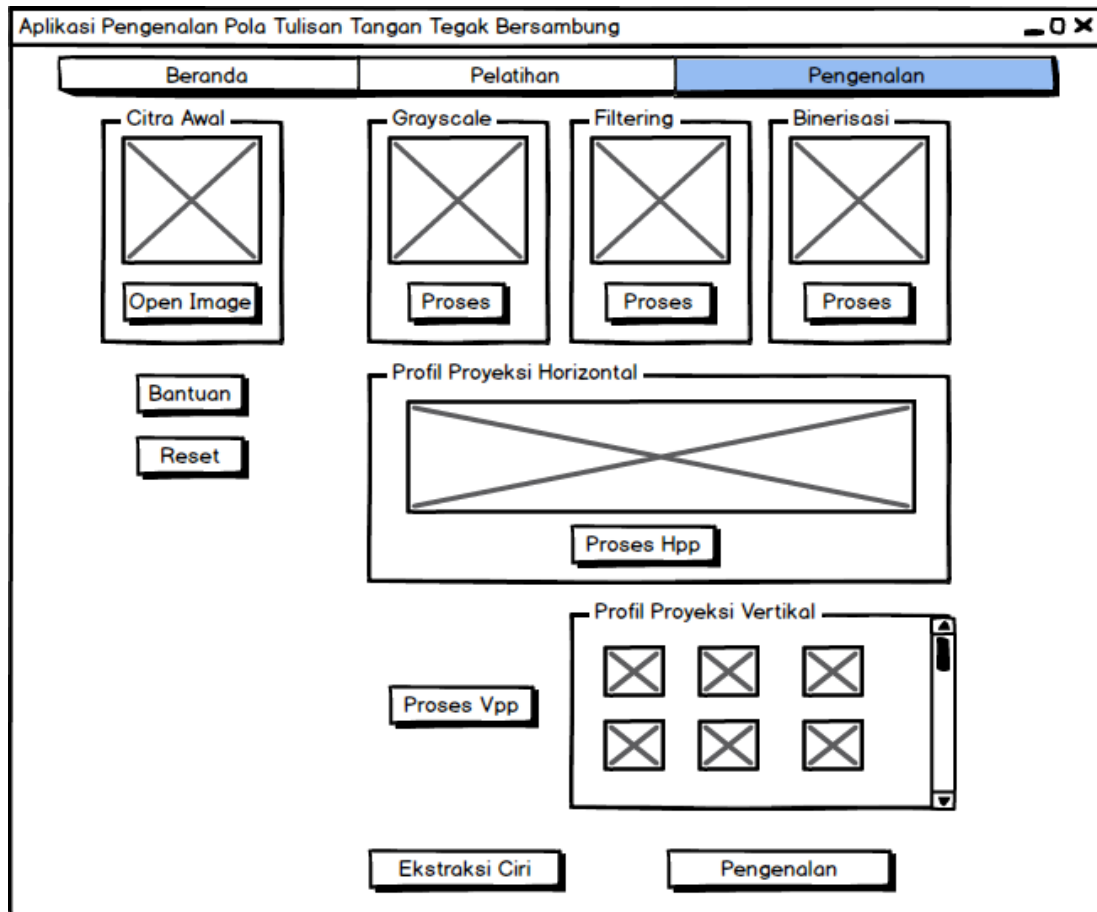 Aplikasi Pengenalan Pola Tulisan Tangan Tegak Bersambung
Beranda
Pelatihan
Pengenalan
Citra Awal
Grayscale
Filtering
Binerisasi
Open Image
Proses
Proses
Proses
Bantuan
Reset
Profil Proyeksi Horizontal
Proses Hpp
Profil Proyeksi Vertikal
Proses Vpp
Ekstraksi Ciri
Pengenalan